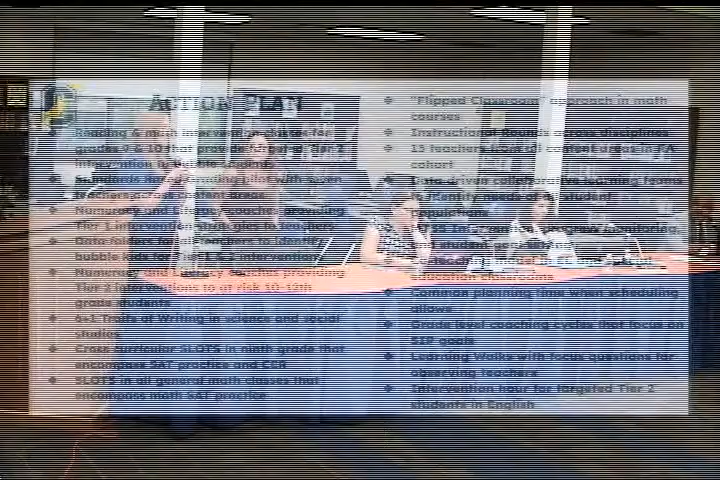 ACTION PLAN
Reading & math intervention classes for
grades 9 & 10 that provide targeted Tier 2
intervention to bubble students
Standards based grading pilot with seven
teachers across content areas
Numeracy and Literacy coaches providing
Tier 1 intervention strategies to teachers
Data folders for all teachers to identify
bubble kids for Tier 1 & 2 interventions
Numeracy and Literacy coaches providing
Tier 2 interventions to at risk 10-12th
grade students
6+1 Traits of Writing in science and social
studies
Cross curricular SLOTS in ninth grade that
encompass SAT practice and CCR
SLOTS in all general math classes that
encompass math SAT practice
"Flipped Classroom" approach in math
courses
Instructional Rounds across disciplines
13 teachers from all content areas in FA
cohort
Data driven collaborative learning teams
to identify needs of all student
populations
MTSS Intervention, progress monitoring,
and student goal setting
Co-teaching model in EC and
education classrooms
Common planning time when scheduling
allows
Grade level coaching cycles that focus on
SIP goals
Learning Walks with focus questions for
observing teachers
Intervention hour for targeted Tier 2
students in English